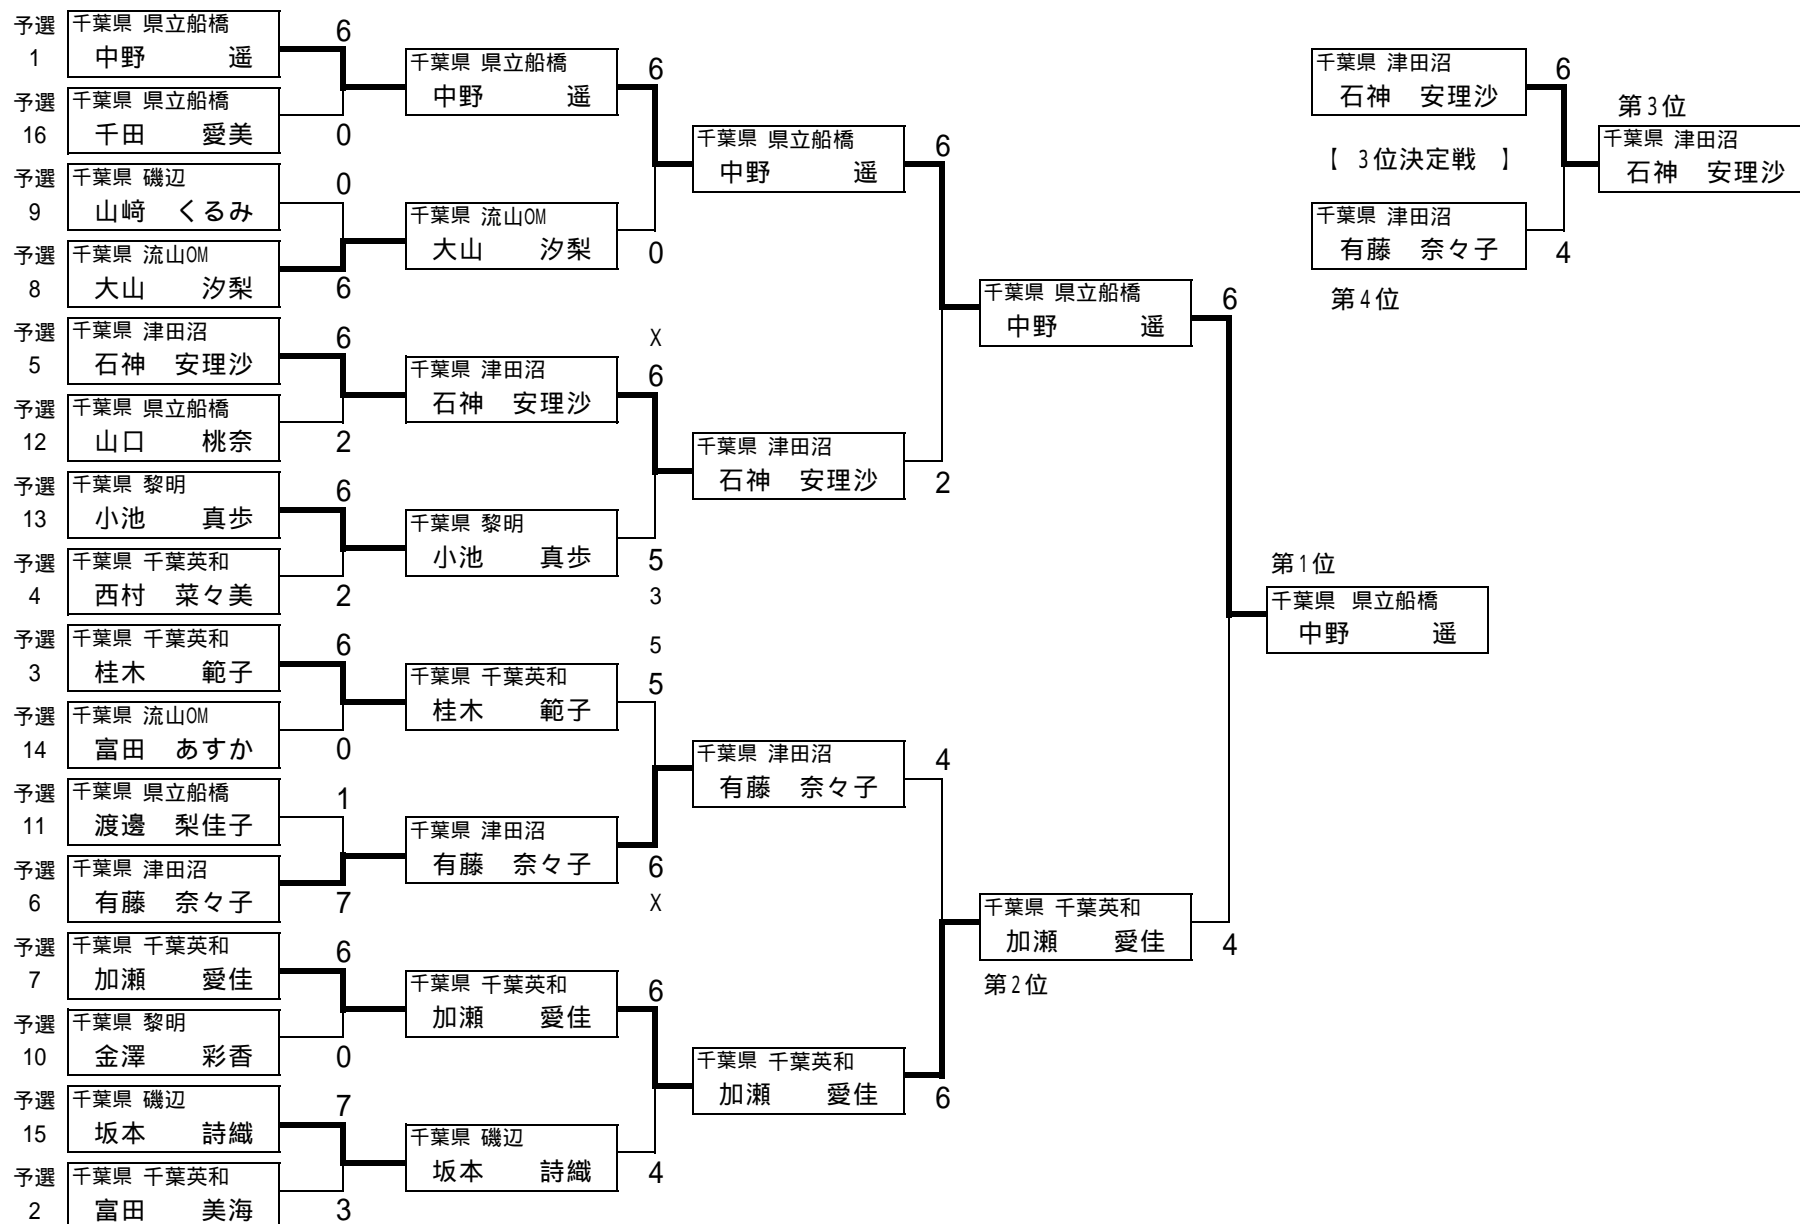 予選 千葉県 県立船橋 6
1 中野 遥
予選 千葉県 県立船橋
16 千田 愛美 0
予選 千葉県 磯辺 0
9 山﨑 くるみ
予選 千葉県 流山OM
8 大山 汐梨 6
予選 千葉県 津田沼 6
5 石神 安理沙
予選 千葉県 県立船橋
12 山口 桃奈 2
予選 千葉県 黎明 6
13 小池 真歩
予選 千葉県 千葉英和
4 西村 菜々美 2
予選 千葉県 千葉英和 6
3 桂木 範子
予選 千葉県 流山OM
14 富田 あすか 0
予選 千葉県 県立船橋 1
11 渡邊 梨佳子
予選 千葉県 津田沼
6 有藤 奈々子 7
予選 千葉県 千葉英和 6
7 加瀬 愛佳
予選 千葉県 黎明
10 金澤 彩香 0
予選 千葉県 磯辺 7
15 坂本 詩織
予選 千葉県 千葉英和
2 富田 美海 3
千葉県 県立船橋 6
中野 遥
千葉県 流山OM
大山 汐梨 0
X
千葉県 津田沼 6
石神 安理沙
千葉県 黎明
小池 真歩 5
3
5
千葉県 千葉英和 5
桂木 範子
千葉県 津田沼
有藤 奈々子 6
X
千葉県 千葉英和 6
加瀬 愛佳
千葉県 磯辺
坂本 詩織 4
千葉県 県立船橋 6
中野 遥
千葉県 津田沼
石神 安理沙 2
千葉県 津田沼 4
有藤 奈々子
千葉県 千葉英和
加瀬 愛佳 6
千葉県 県立船橋 6
中野 遥
千葉県 千葉英和
加瀬 愛佳 4
第2位
第1位
千葉県 県立船橋
中野 遥
千葉県 津田沼 6
石神 安理沙
【 3位決定戦 】
千葉県 津田沼
有藤 奈々子 4
第4位
第3位
千葉県 津田沼
石神 安理沙